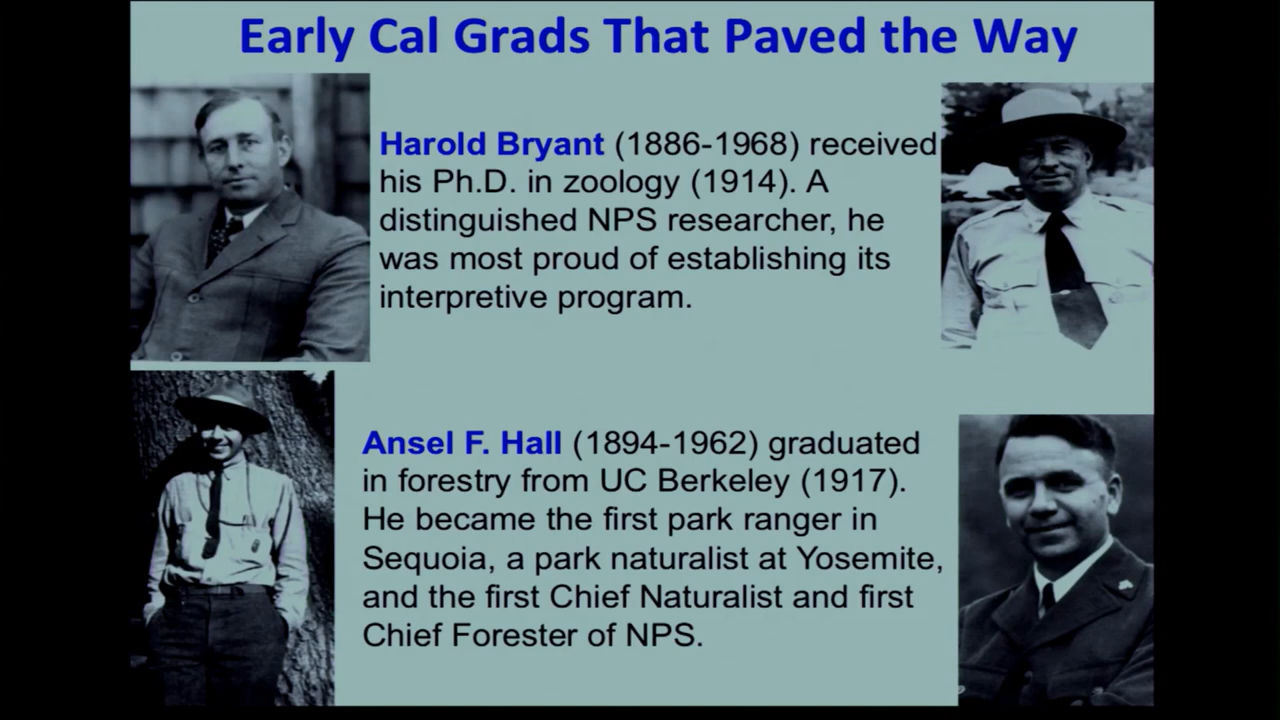 Early Cal Grads That Paved the Way
Harold Bryant (1886-1968) received
his Ph.D. in zoology (1914). A
distinguished NPS researcher, he
was most proud of establishing its
interpretive program.
Ansel F. Hall (1894-1962) graduated
in forestry from UC Berkeley (1917).
He became the first park ranger in
Sequoia, a park naturalist at Yosemite,
and the first Chief Naturalist and first
Chief Forester of NPS.